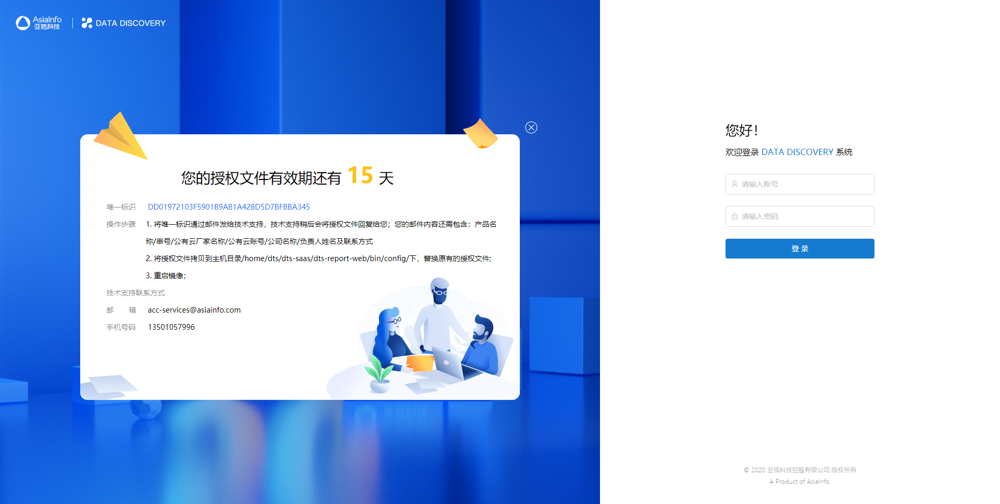 AsiaInfo
亚信科技
DATA DISCOVERY
您的授权文件有效期还有 15 天
唯一标识 DD01972103F5901B9AB1A428D5D7BFBBA345
操作步骤 1. 将唯一标识通过邮件发给技术支持，技术支持稍后会将授权文件回复给您；您的邮件内容还需包含：产品名
称/串号/公有云厂家名称/公有云账号/公司名称/负责人姓名及联系方式
2. 将授权文件拷贝到主机目录/home/dts/dts-saas/dts-report-web/bin/config/下，替换原有的授权文件;
3. 重启镜像;
技术支持联系方式
邮 箱 acc-services@asiainfo.com
手机号码 13501057996
您好！
欢迎登录 DATA DISCOVERY 系统
请输入账号
请输入密码
登 录
© 2020 亚信科技控股有限公司 版权所有
A Product of AsiaInfo.